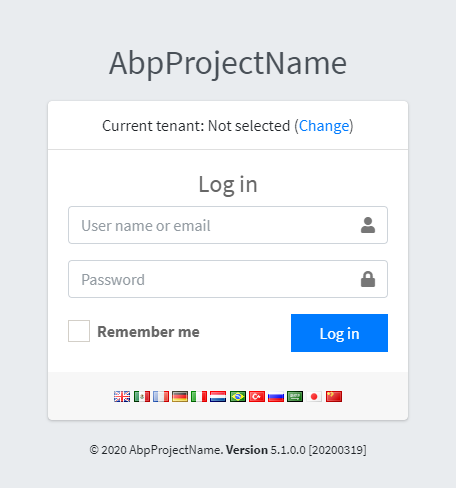 AbpProjectName
Current tenant: Not selected (Change)
Log in
User name or email
Password
Remember me
Log in
© 2020 AbpProjectName. Version 5.1.0.0 [20200319]